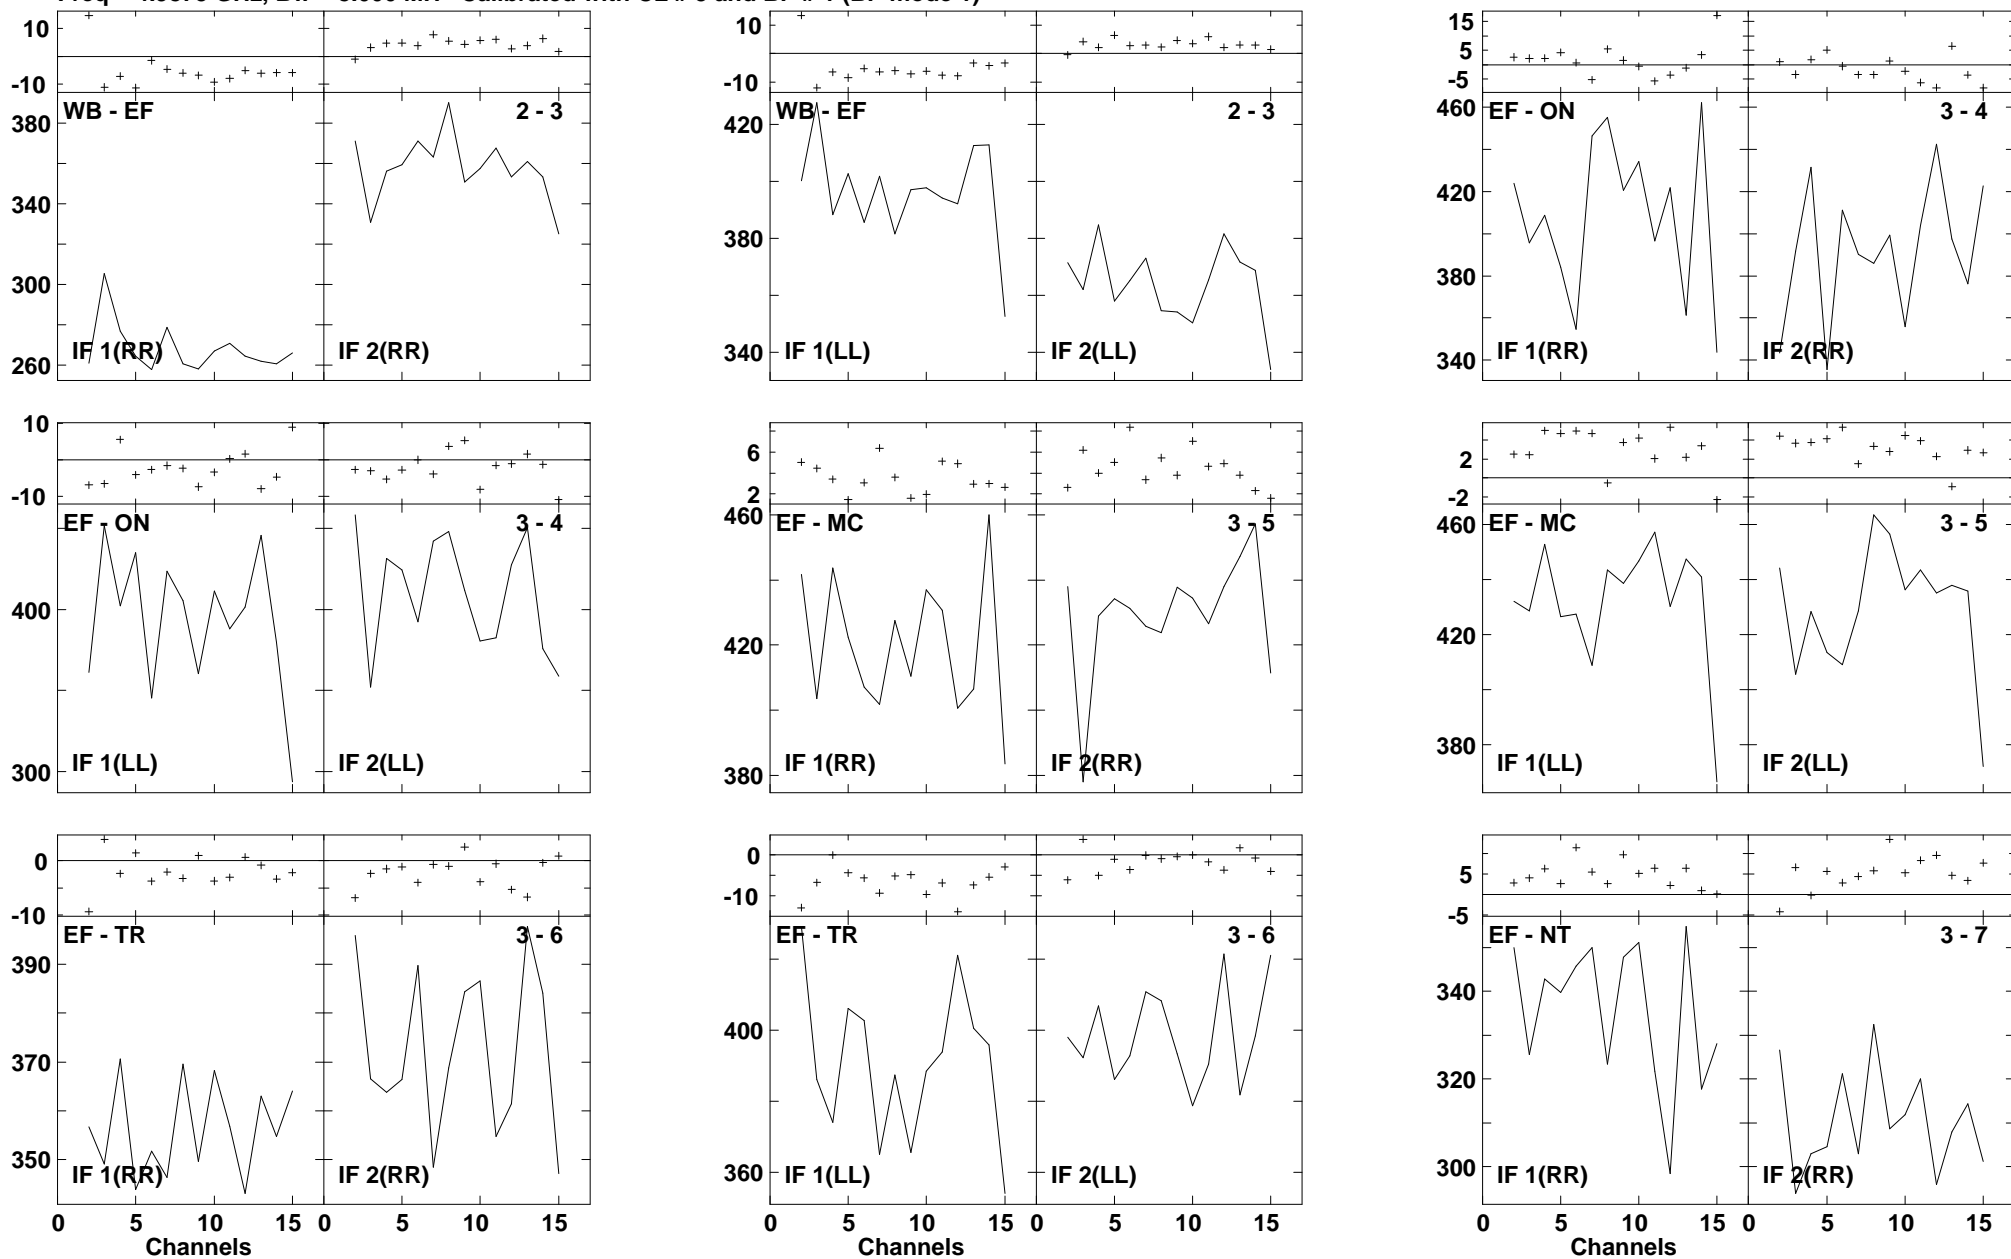 10 10 15
5
-10 -10 -5
WB - EF 2 - 3 WB - EF 2 - 3 EF - ON 3 - 4
380 420 460
340 420
300 380 380
260 340 340
IF 1(RR) IF 2(RR) IF 1(LL) IF 2(LL) IF 1(RR) IF 2(RR)
10 6 2
-10 2 -2
EF - ON 3 - 4 EF - MC 3 - 5 EF - MC 3 - 5
460 460
400 420 420
300 380 380
IF 1(LL) IF 2(LL) IF 1(RR) IF 2(RR) IF 1(LL) IF 2(LL)
0 0 5
-10 -10 -5
EF - TR 3 - 6 EF - TR 3 - 6 EF - NT 3 - 7
390 400 340
370 320
350 360 300
IF 1(RR) IF 2(RR) IF 1(LL) IF 2(LL) IF 1(RR) IF 2(RR)
0 5 10 15 0 5 10 15 0 5 10 15 0 5 10 15 0 5 10 15 0 5 10 15
Channels Channels Channels